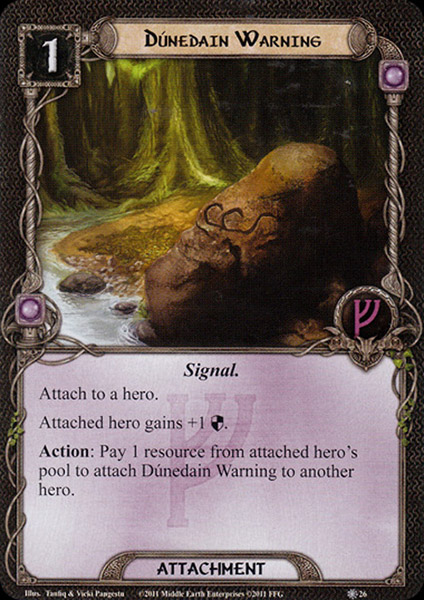 1
DÚNEDAIN WARNING
Signal.
Attach to a hero.
Attached hero gains +1 .
Action: Pay 1 resource from attached hero's
pool to attach Dúnedain Warning to another
hero.
ATTACHMENT
Illus. Taufiq & Vicki Pangestu ©2011 Middle Earth Enterprises ©2011 FFG 26